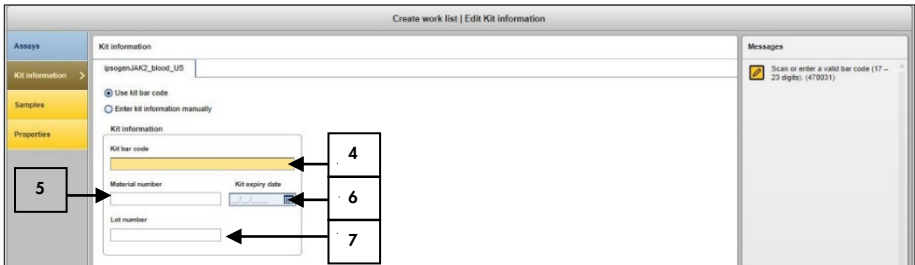 Create work list | Edit Kit information
Assays
Kit information
Samples
Properties
Kit information
ipsogenJAK2_blood_US
Use kit bar code
Enter kit information manually
Kit information
Kit bar code
4
5
Material number
Kit expiry date
_/_/____
6
Lot number
7
Messages
Scan or enter a valid bar code (17 –
23 digits). (470031)